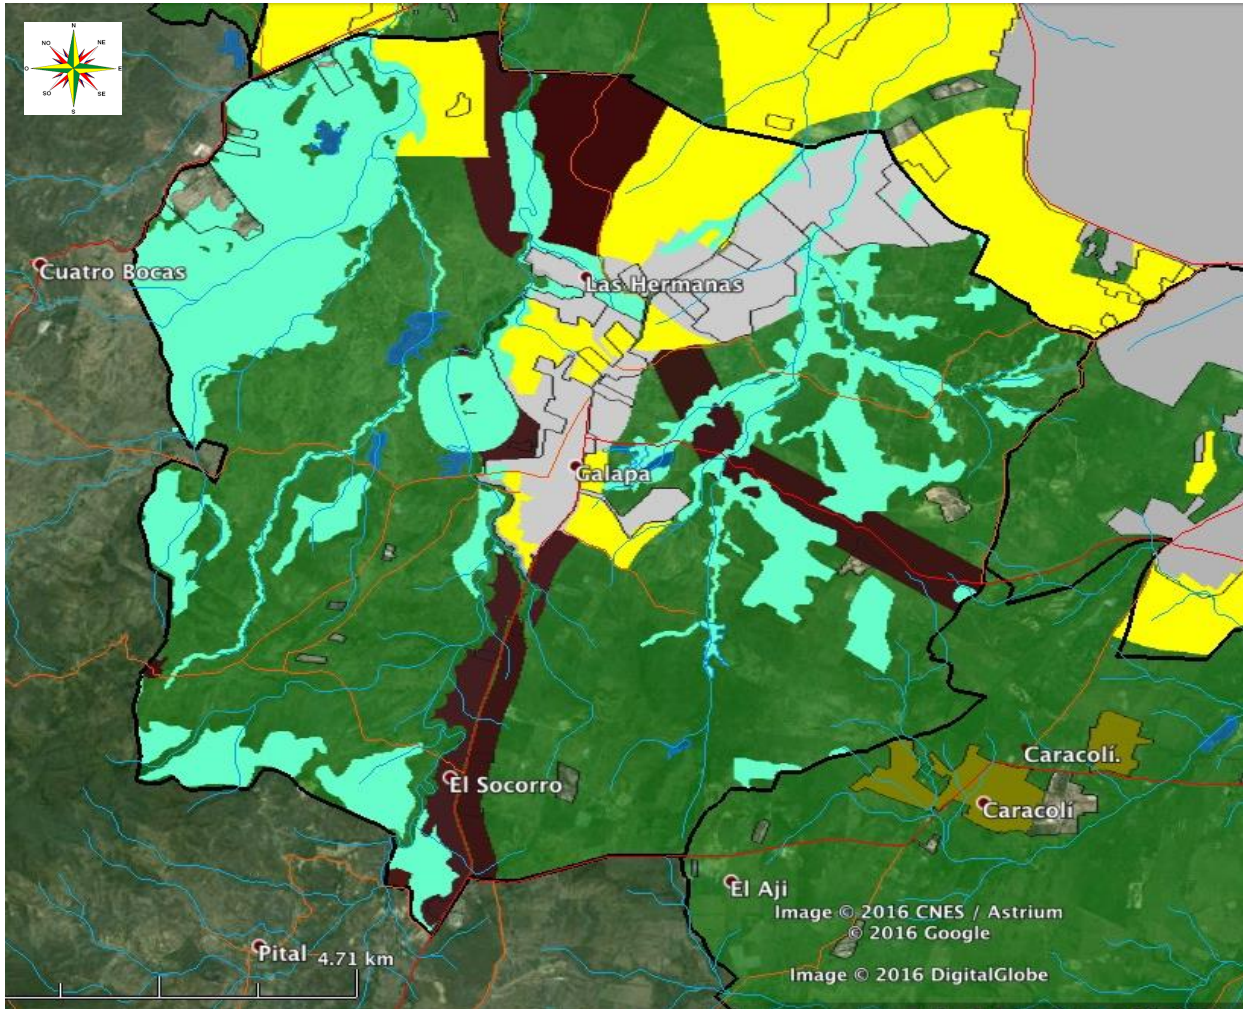 N
NO
NE
O
E
SO
SE
S
Cuatro Bocas
Las Hermanas
Galapa
El Socorro
Caracolí.
Caracolí
El Aji
Image © 2016 CNES / Astrium
© 2016 Google
Pital
4.71 km
Image © 2016 DigitalGlobe